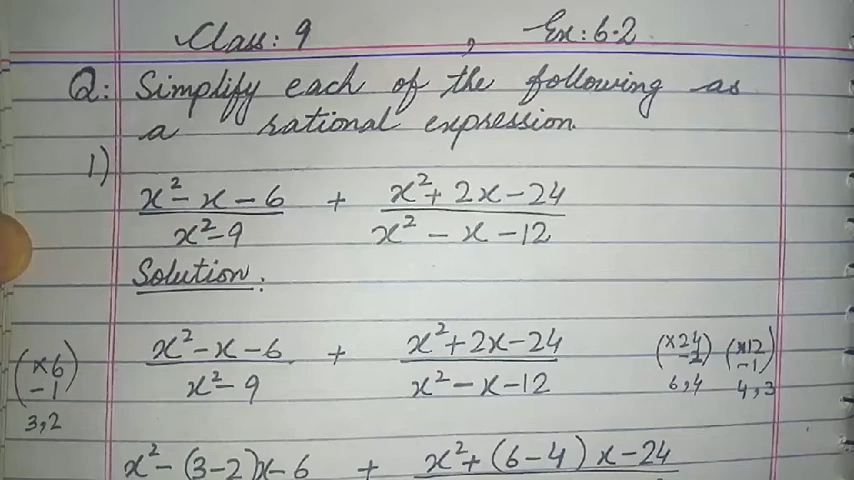 Class: 9 , Ex: 6.2
Q: Simplify each of the following as
a rational expression.
1)
x² - x - 6 + x² + 2x - 24
x² - 9 x² - x - 12
Solution:
x² - x - 6 + x² + 2x - 24
x² - 9 x² - x - 12
(×6 -1) 3,2
(×24) 6,4
(×12 -1) 4,3
x² - (3-2)x - 6 + x² + (6-4)x - 24